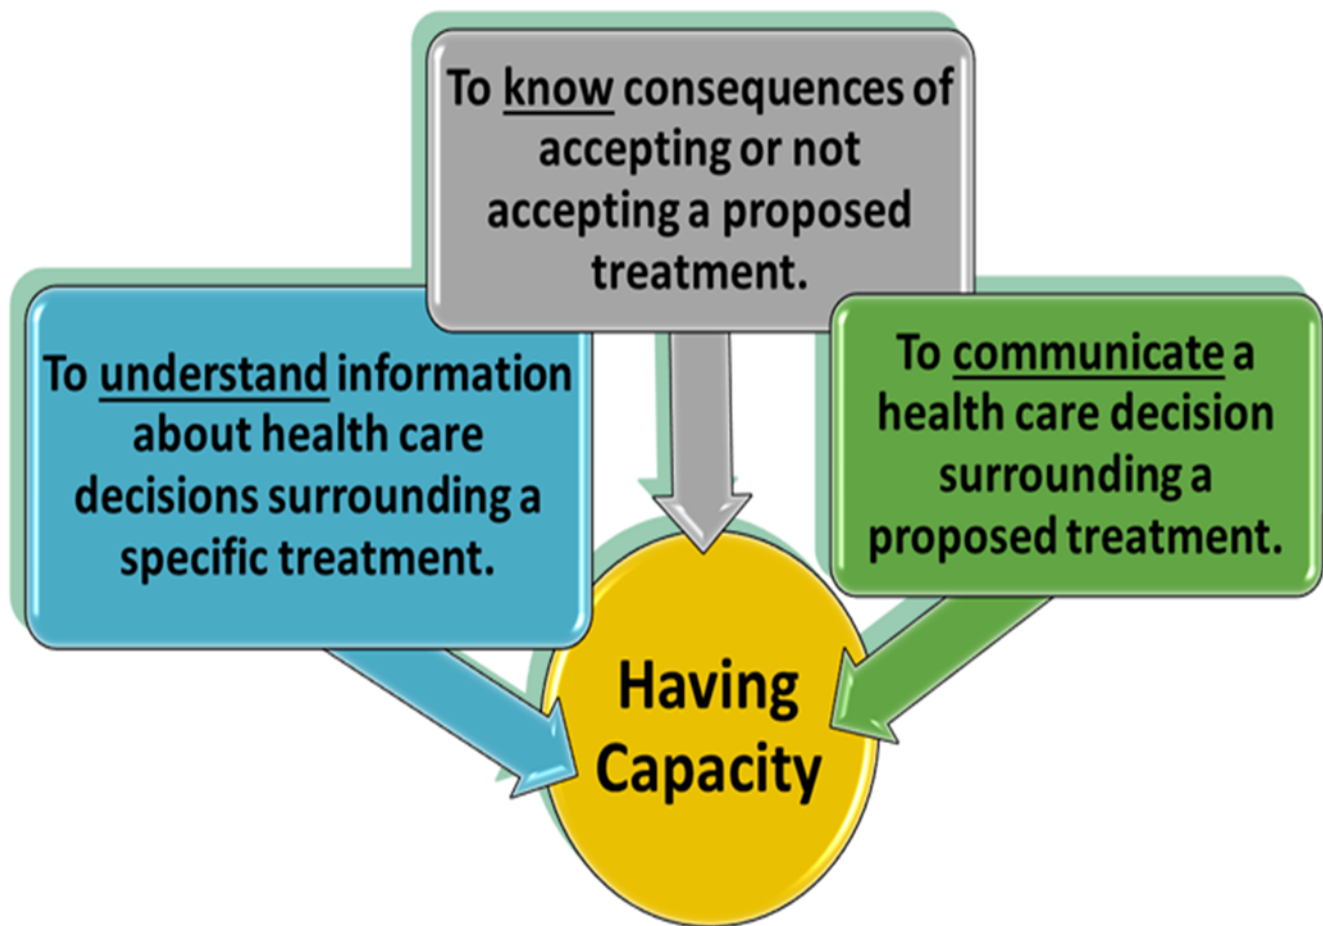 To know consequences of
accepting or not
accepting a proposed
treatment.
To understand information
about health care
decisions surrounding a
specific treatment.
To communicate a
health care decision
surrounding a
proposed treatment.
Having
Capacity